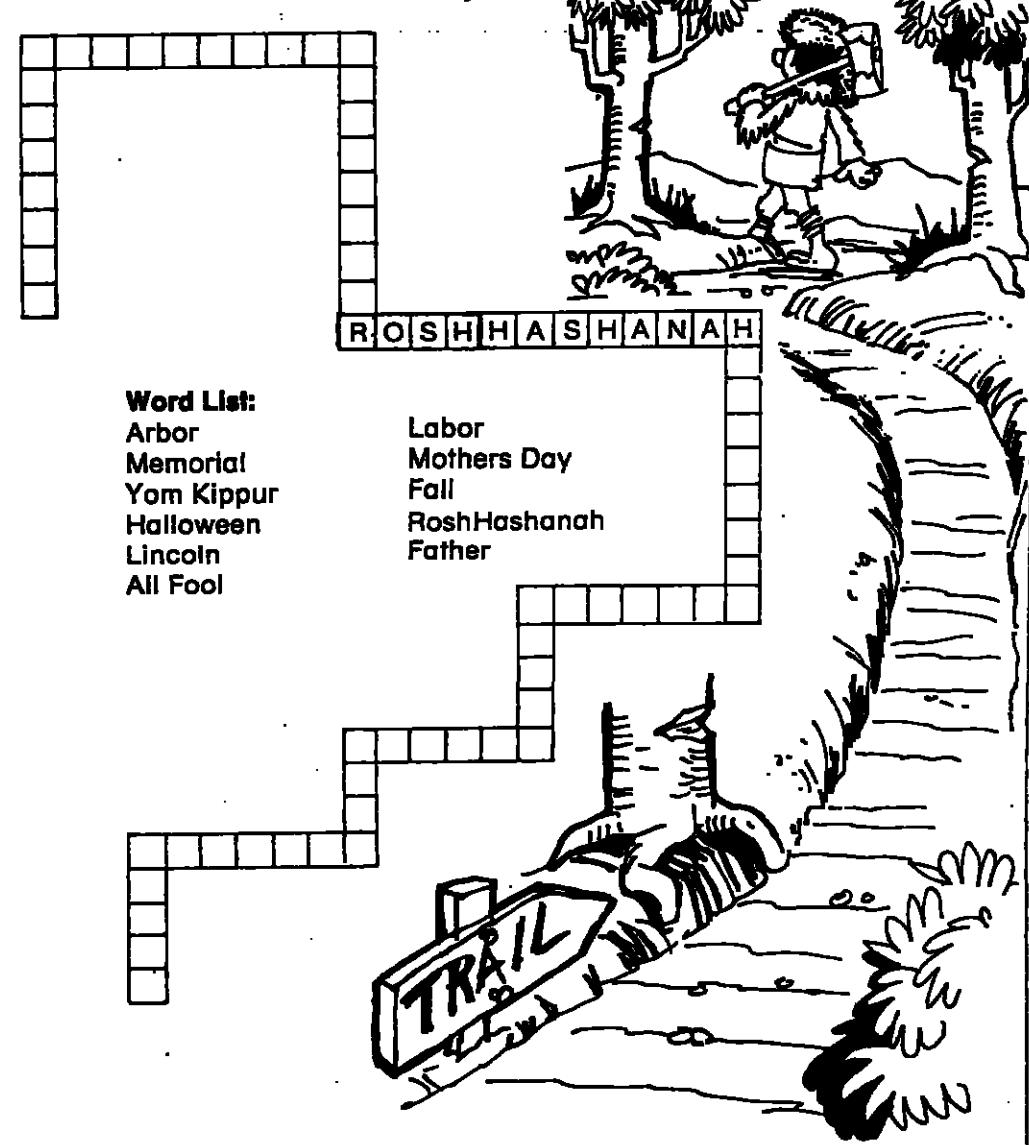 ROSHHASHANAH
Word List:
Arbor
Memorial
Yom Kippur
Halloween
Lincoln
All Fool
Labor
Mothers Day
Fall
RoshHashanah
Father
TRAIL